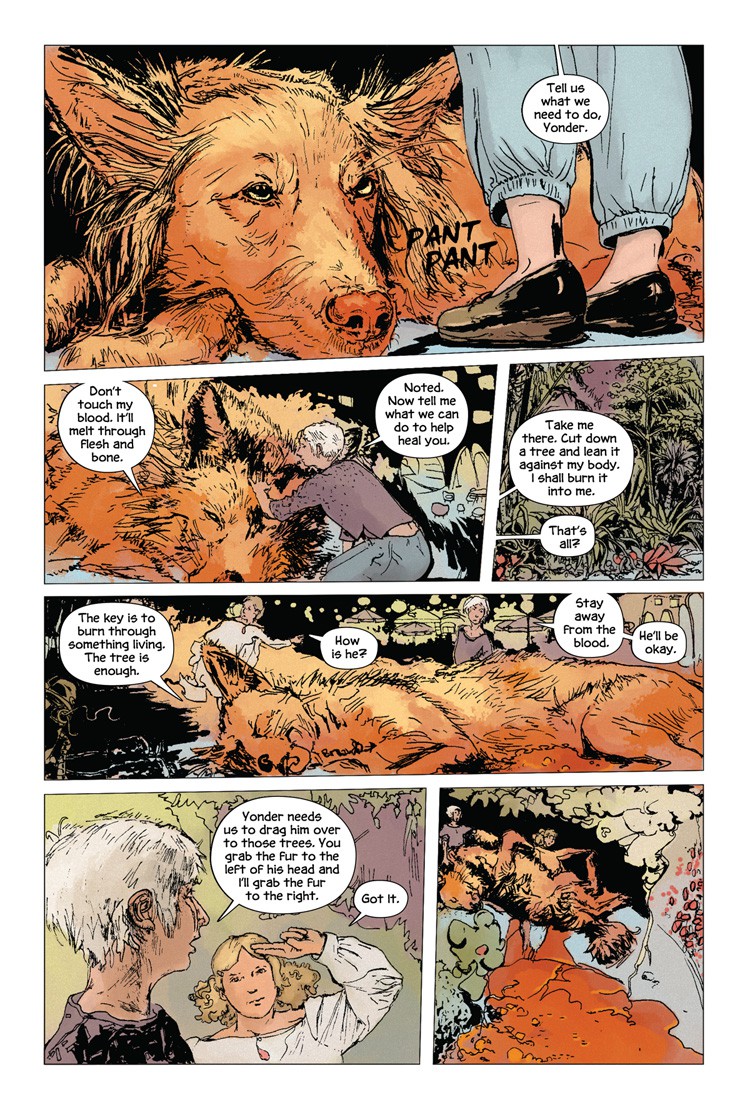 Tell us
what we
need to do,
Yonder.
PANT
PANT
Don't
touch my
blood. It'll
melt through
flesh and
bone.
Noted.
Now tell me
what we can
do to help
heal you.
Take me
there. Cut down
a tree and lean it
against my body.
I shall burn it
into me.
That's
all?
The key is to
burn through
something living.
The tree is
enough.
How
is he?
Stay
away
from the
blood.
He'll be
okay.
Yonder needs
us to drag him over
to those trees. You
grab the fur to the
left of his head and
I'll grab the fur
to the right.
Got it.